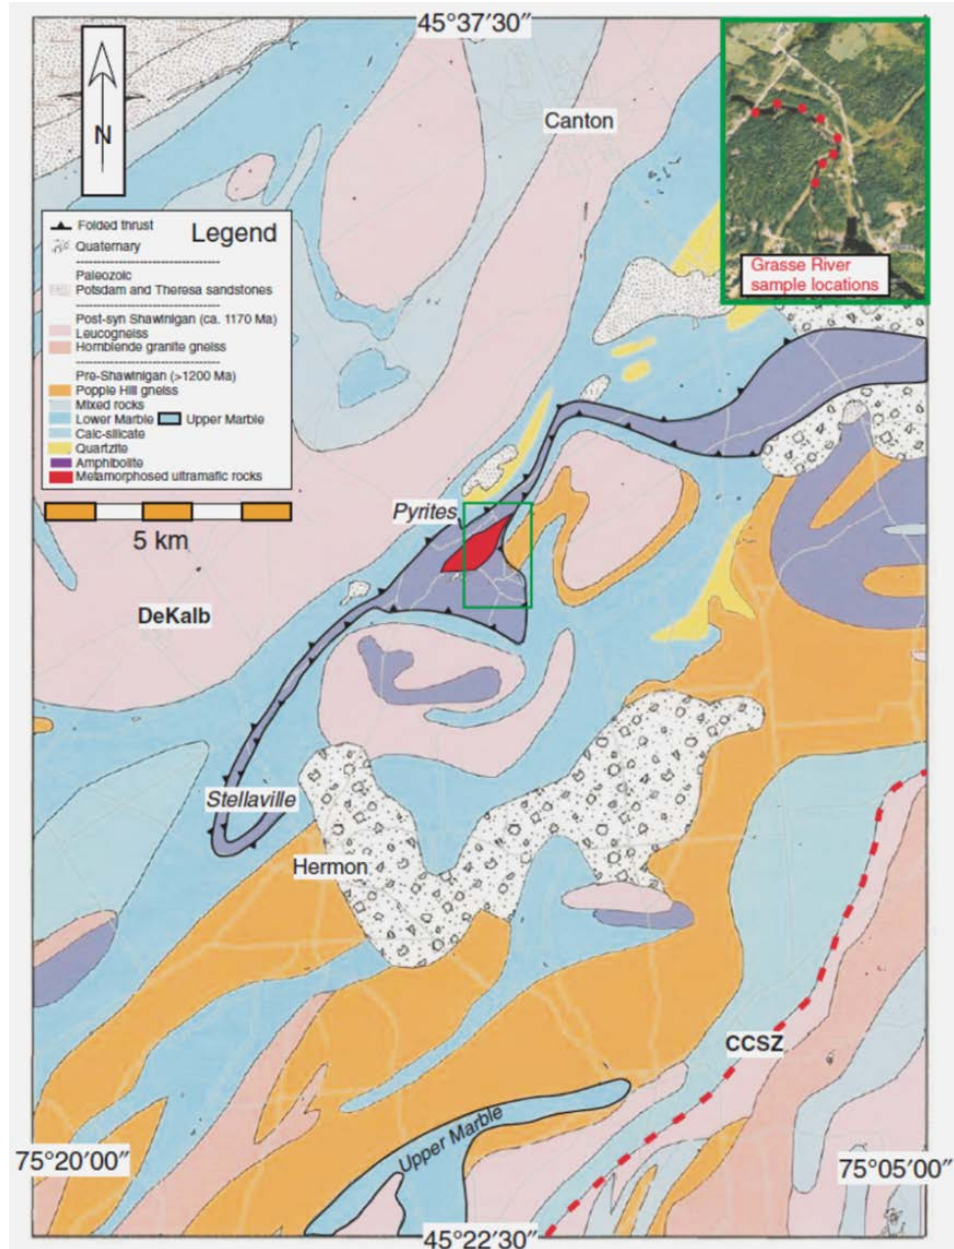 45°37′30″
N
Canton
Grasse River
sample locations
Legend
Folded thrust
Quaternary
Paleozoic
Potsdam and Theresa sandstones
Post-syn Shawinigan (ca. 1170 Ma)
Leucogneiss
Hornblende granite gneiss
Pre-Shawinigan (>1200 Ma)
Popple Hill gneiss
Mixed rocks
Lower Marble Upper Marble
Calc-silicate
Quartzite
Amphibolite
Metamorphosed ultramafic rocks
5 km
Pyrites
DeKalb
Stellaville
Hermon
CCSZ
Upper Marble
75°20′00″
75°05′00″
45°22′30″